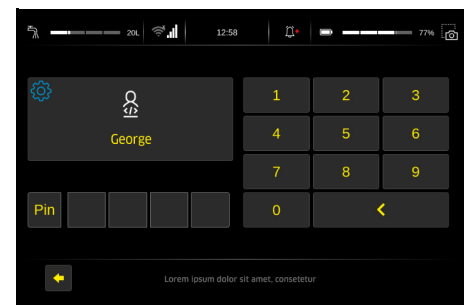 20L 12:58 77%
1 2 3
George 4 5 6
7 8 9
Pin 0
Lorem ipsum dolor sit amet, consetetur